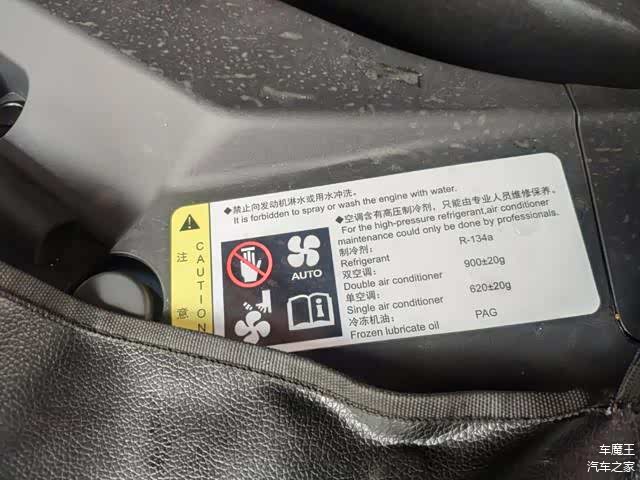 ◆禁止向发动机淋水或用水冲洗。
It is forbidden to spray or wash the engine with water.
◆空调含有高压制冷剂，只能由专业人员维修保养。
For the high-pressure refrigerant,air conditioner
maintenance could only be done by professionals.
制冷剂：
Refrigerant R-134a
双空调：
Double air conditioner 900±20g
单空调：
Single air conditioner 620±20g
冷冻机油：
Frozen lubricate oil PAG
注意
CAUTION
AUTO
车魔王
汽车之家